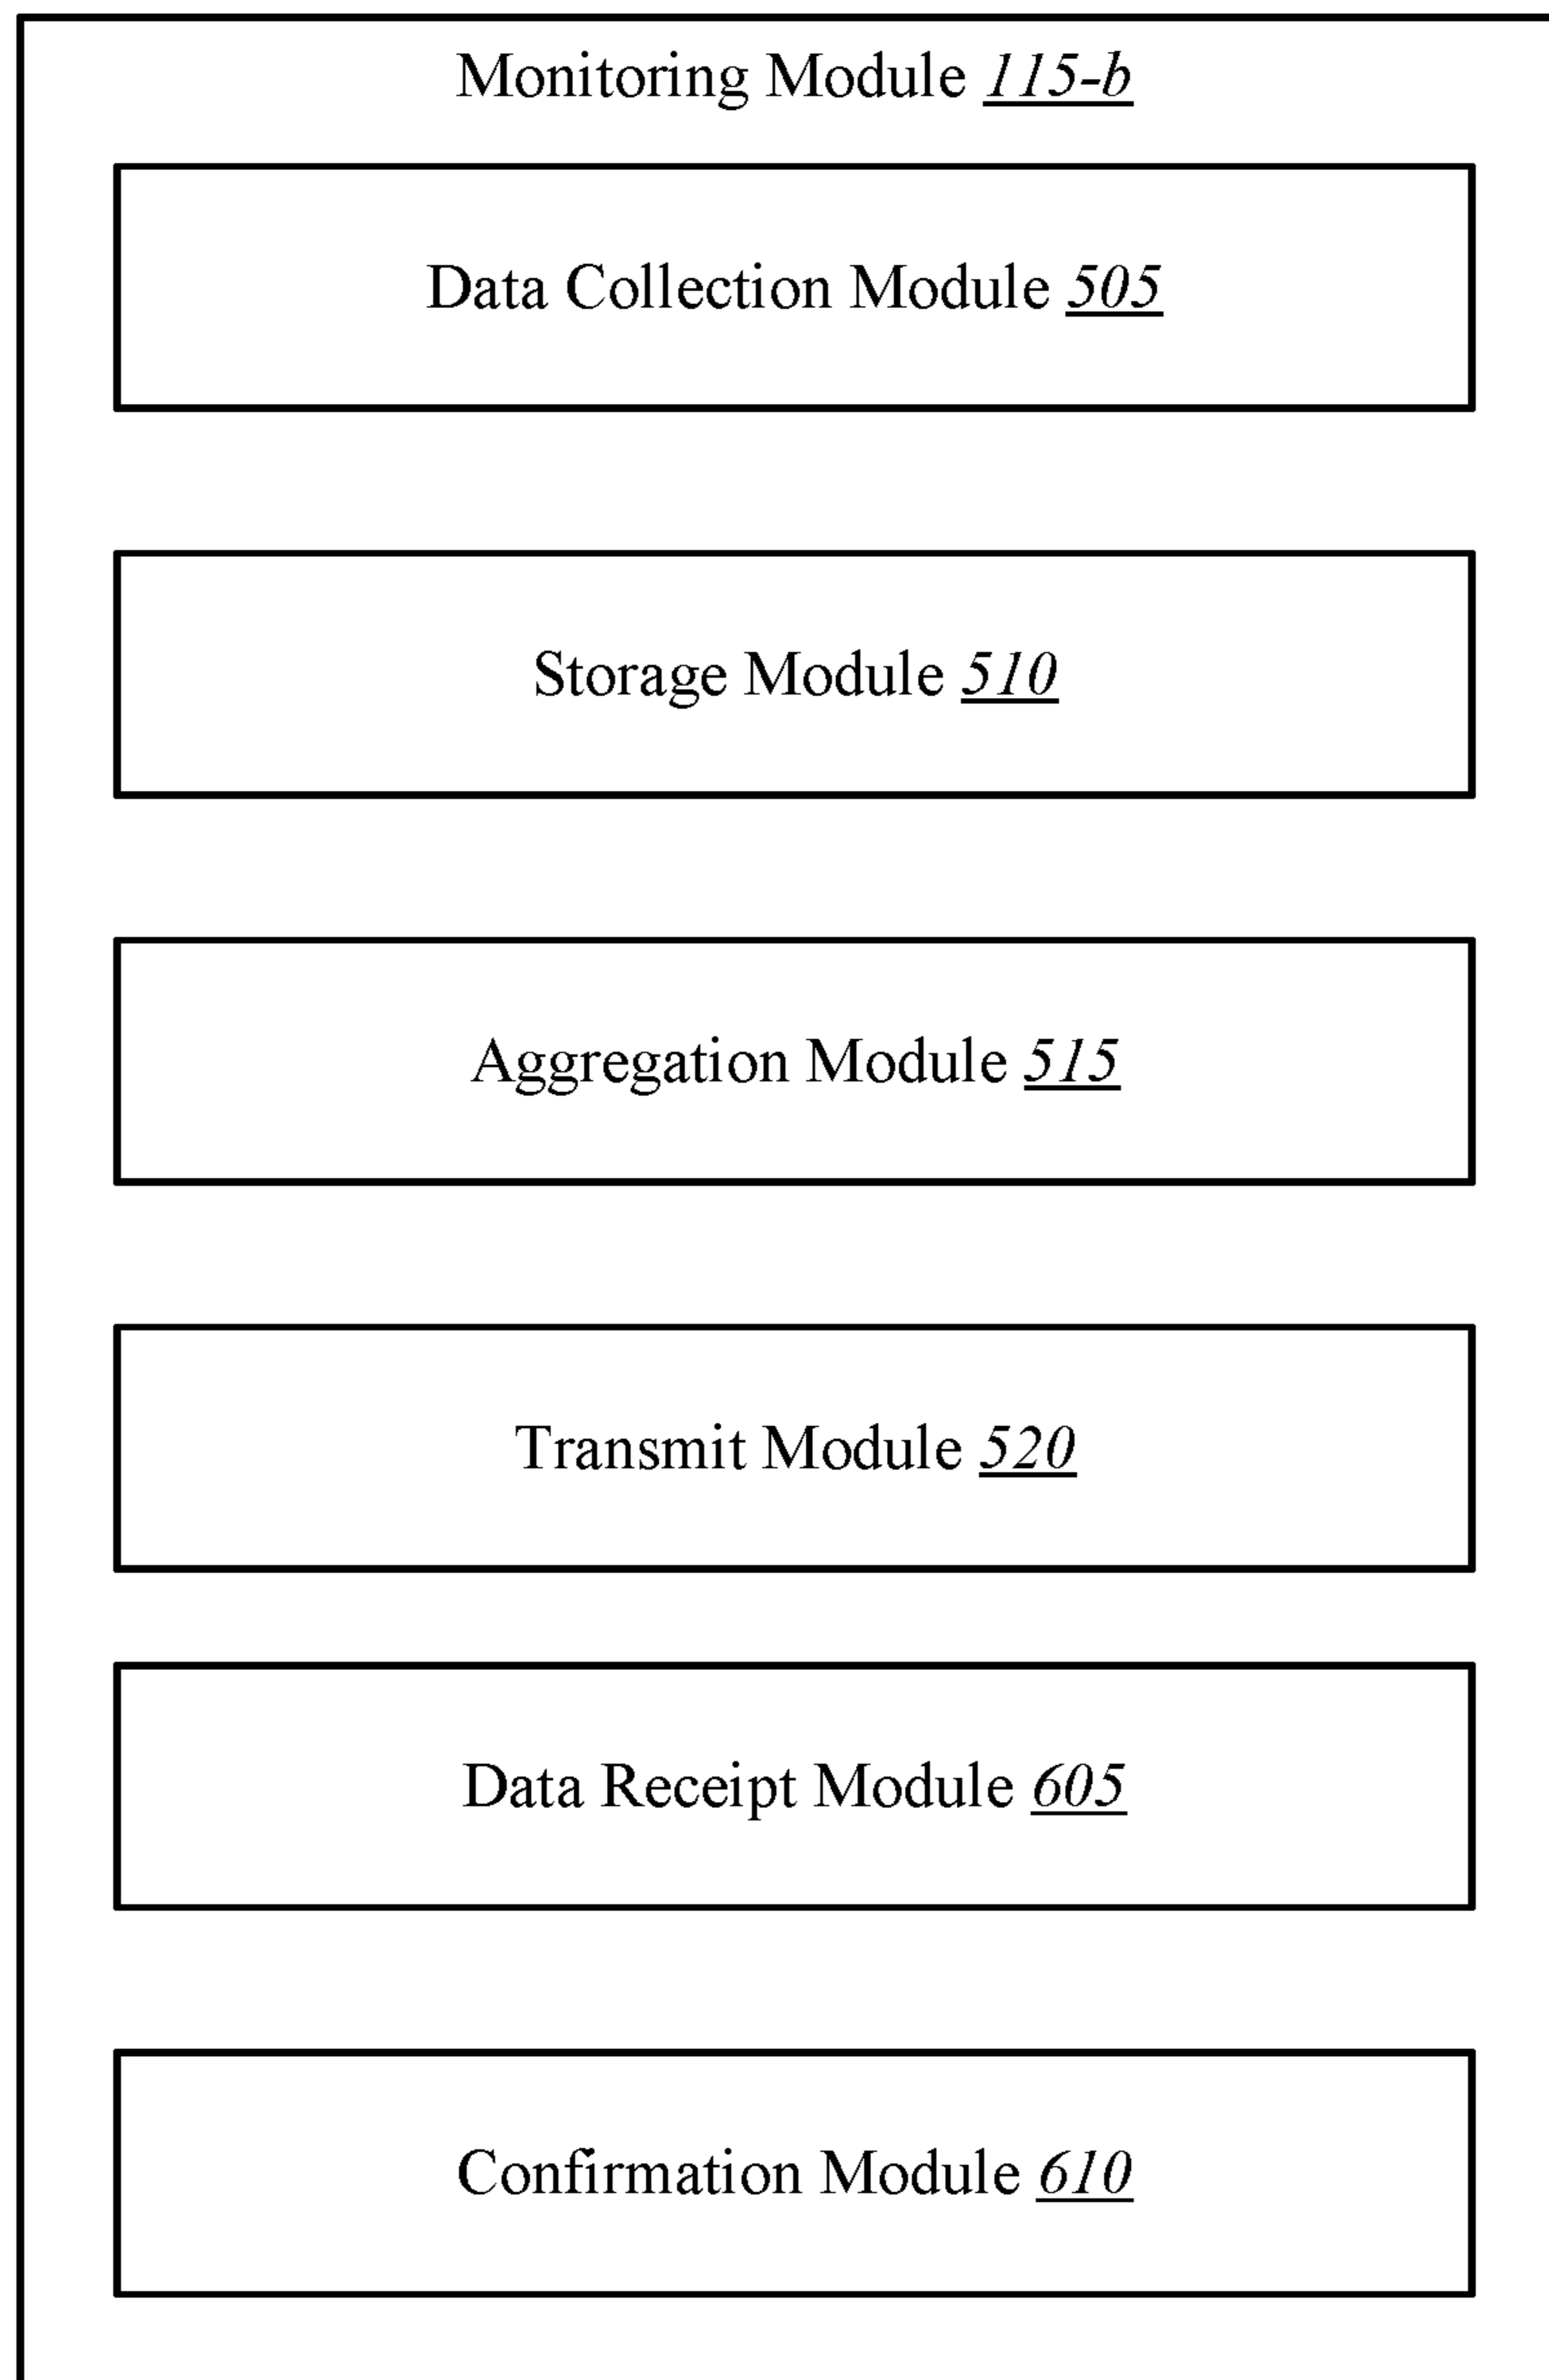 Monitoring Module 115-b
Data Collection Module 505
Storage Module 510
Aggregation Module 515
Transmit Module 520
Data Receipt Module 605
Confirmation Module 610